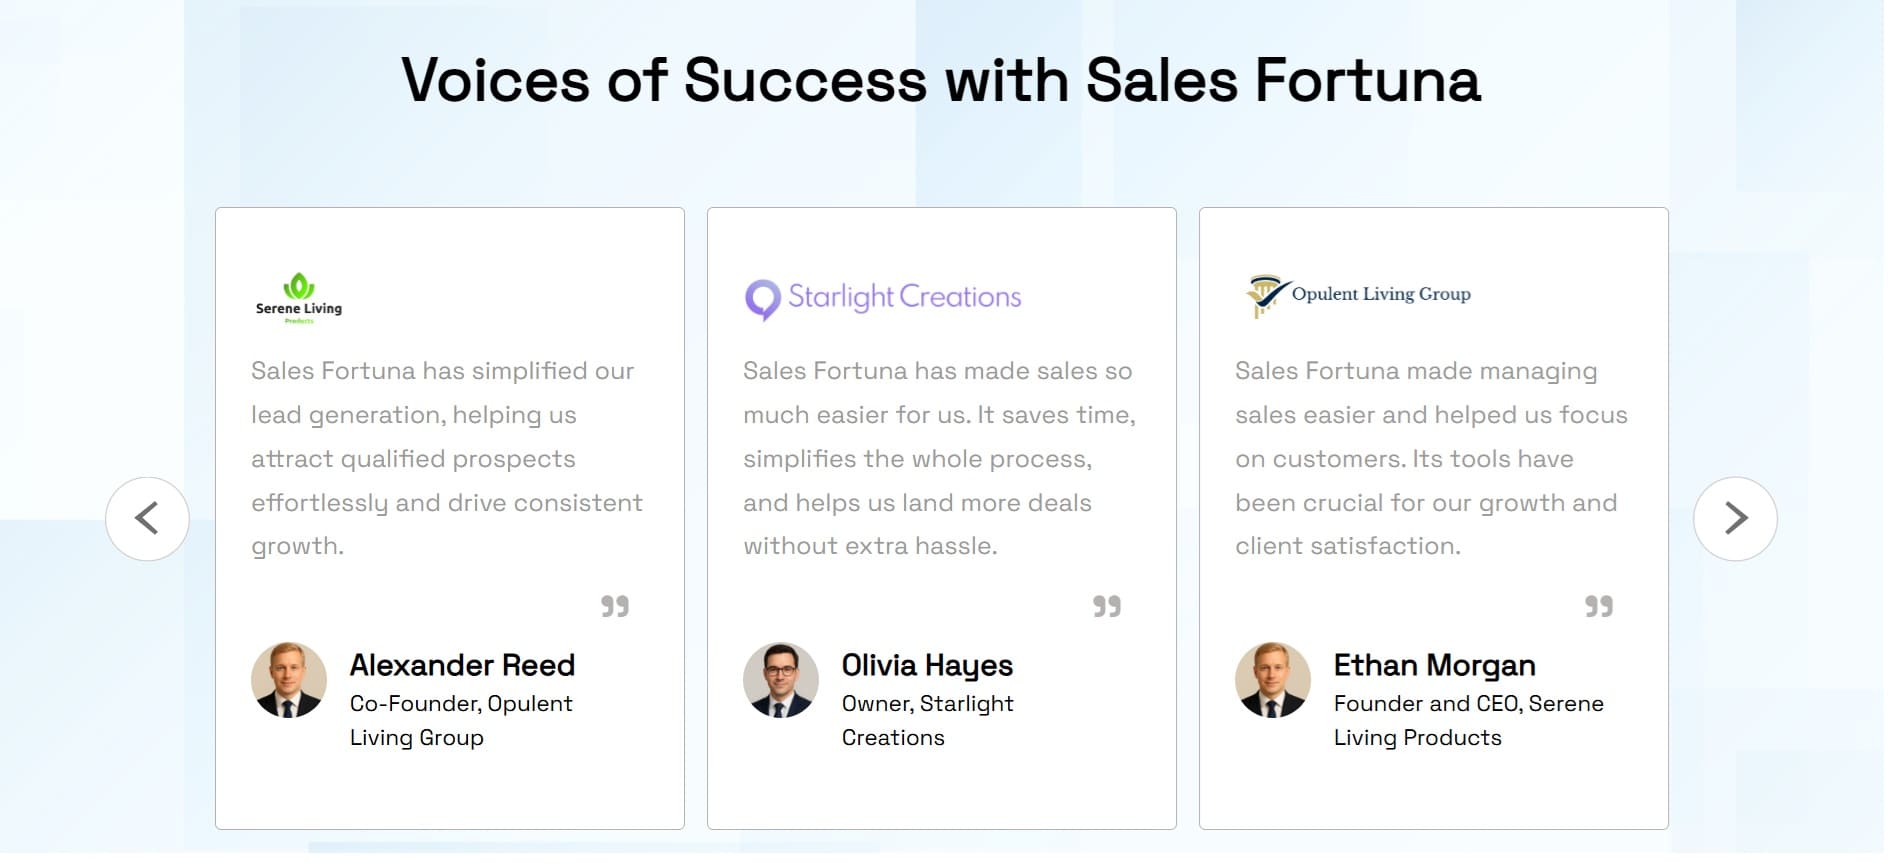 Voices of Success with Sales Fortuna
Serene Living
Products
Sales Fortuna has simplified our
lead generation, helping us
attract qualified prospects
effortlessly and drive consistent
growth.
”
Alexander Reed
Co-Founder, Opulent
Living Group
Starlight Creations
Sales Fortuna has made sales so
much easier for us. It saves time,
simplifies the whole process,
and helps us land more deals
without extra hassle.
”
Olivia Hayes
Owner, Starlight
Creations
Opulent Living Group
Sales Fortuna made managing
sales easier and helped us focus
on customers. Its tools have
been crucial for our growth and
client satisfaction.
”
Ethan Morgan
Founder and CEO, Serene
Living Products